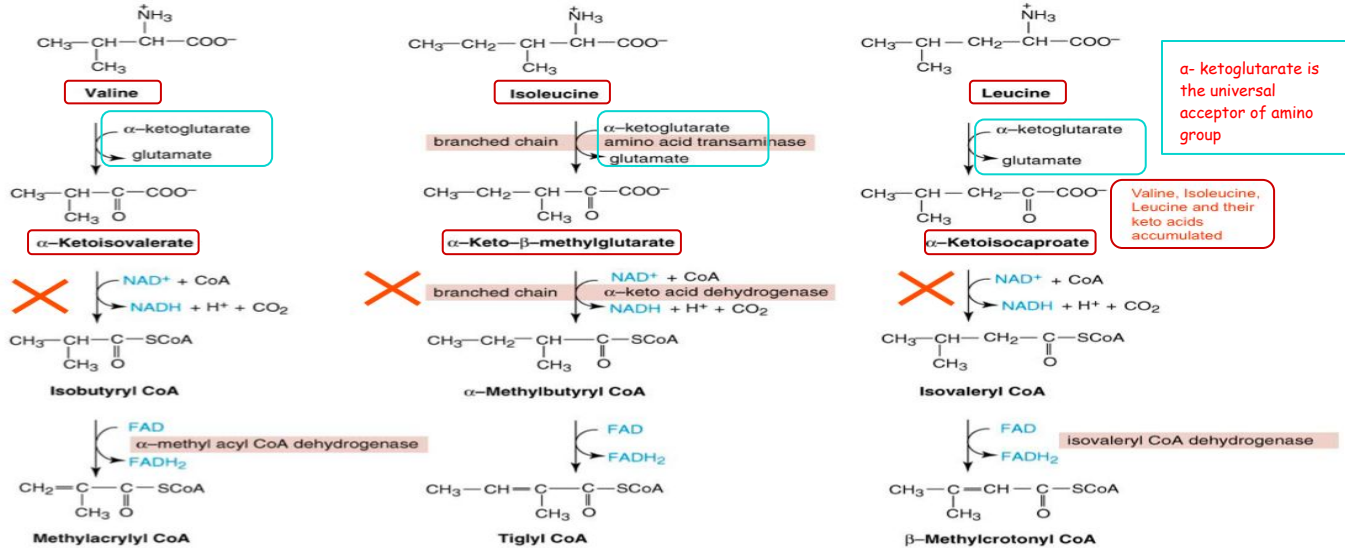 +
NH₃
CH₃—CH—CH—COO⁻
CH₃
Valine
α–ketoglutarate
glutamate
CH₃—CH—C—COO⁻
CH₃ O
α–Ketoisovalerate
NAD⁺ + CoA
NADH + H⁺ + CO₂
CH₃—CH—C—SCoA
CH₃ O
Isobutyryl CoA
FAD
α–methyl acyl CoA dehydrogenase
FADH₂
CH₂=C—C—SCoA
CH₃ O
Methylacrylyl CoA
+
NH₃
CH₃—CH₂—CH—CH—COO⁻
CH₃
Isoleucine
α–ketoglutarate
branched chain amino acid transaminase
glutamate
CH₃—CH₂—CH—C—COO⁻
CH₃ O
α–Keto–β–methylglutarate
NAD⁺ + CoA
branched chain α–keto acid dehydrogenase
NADH + H⁺ + CO₂
CH₃—CH₂—CH—C—SCoA
CH₃ O
α–Methylbutyryl CoA
FAD
FADH₂
CH₃—CH=C—C—SCoA
CH₃ O
Tiglyl CoA
+
NH₃
CH₃—CH—CH₂—CH—COO⁻
CH₃
Leucine
α–ketoglutarate
glutamate
CH₃—CH—CH₂—C—COO⁻
CH₃ O
α–Ketoisocaproate
NAD⁺ + CoA
NADH + H⁺ + CO₂
CH₃—CH—CH₂—C—SCoA
CH₃ O
Isovaleryl CoA
FAD
isovaleryl CoA dehydrogenase
FADH₂
CH₃—C=CH—C—SCoA
CH₃ O
β–Methylcrotonyl CoA
α- ketoglutarate is
the universal
acceptor of amino
group
Valine, Isoleucine,
Leucine and their
keto acids
accumulated